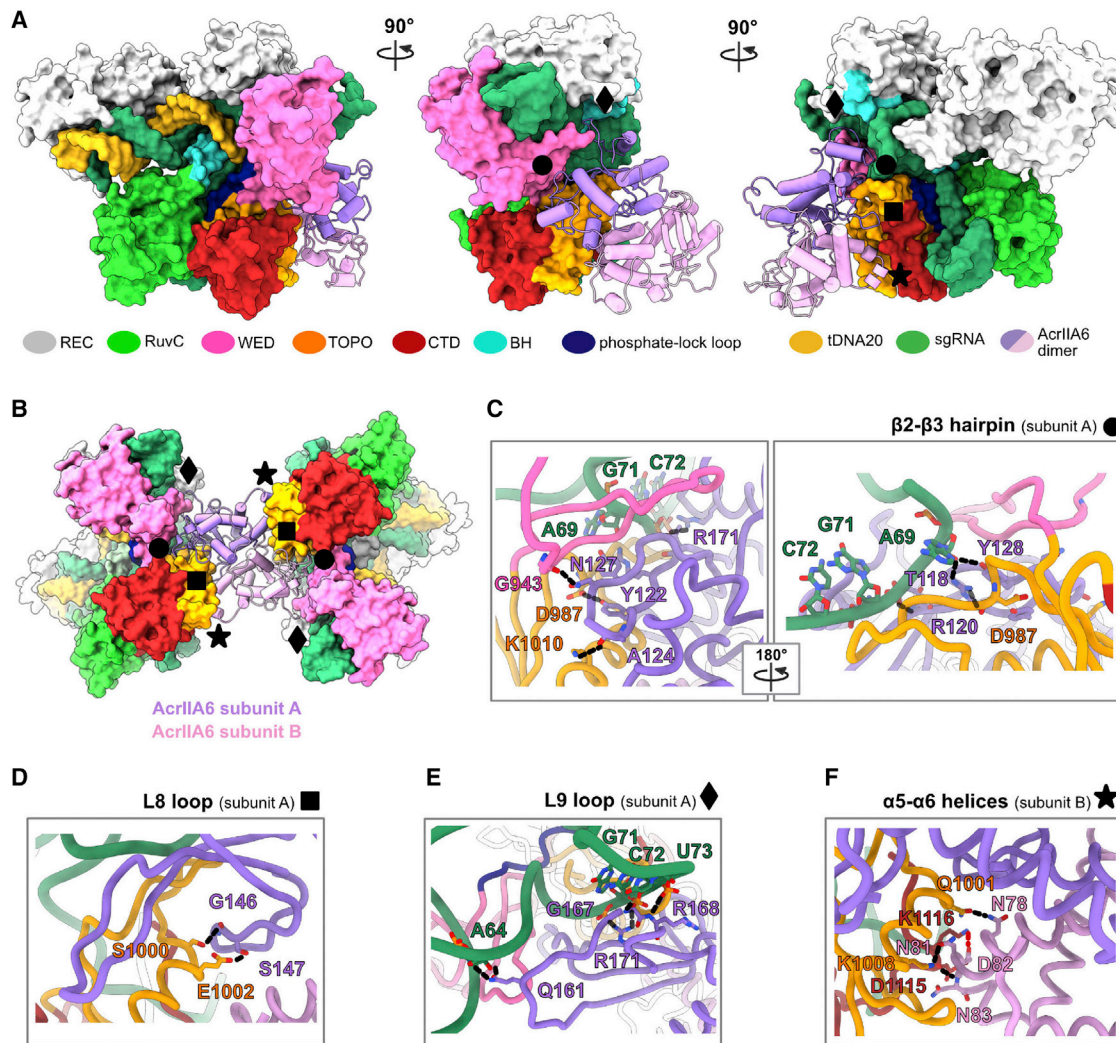 A
90°
90°
REC
RuvC
WED
TOPO
CTD
BH
phosphate-lock loop
tDNA20
sgRNA
AcrIIA6
dimer
B
AcrIIA6 subunit A
AcrIIA6 subunit B
C
β2-β3 hairpin (subunit A)
G71
C72
A69
R171
G943
N127
Y122
D987
K1010
A124
180°
G71
A69
C72
Y128
T118
R120
D987
D
L8 loop (subunit A)
G146
S1000
S147
E1002
E
L9 loop (subunit A)
G71
C72
U73
G167
R168
A64
R171
Q161
F
α5-α6 helices (subunit B)
Q1001
N78
K1116
N81
K1008
D82
D1115
N83